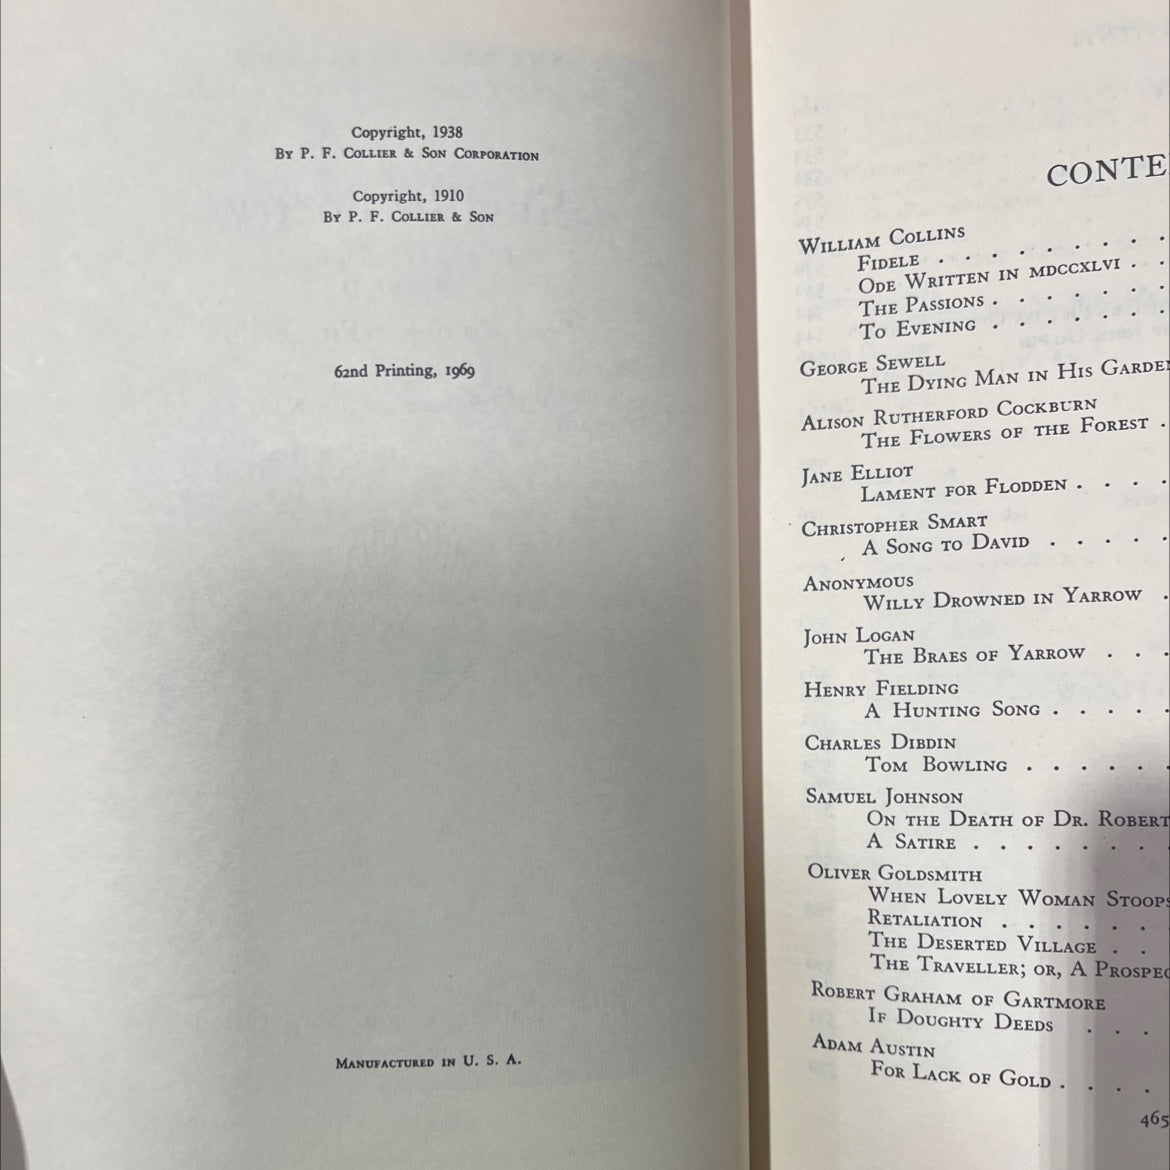 Copyright, 1938
By P. F. Collier & Son Corporation
Copyright, 1910
By P. F. Collier & Son
62nd Printing, 1969
Manufactured in U. S. A.
CONTE
William Collins
Fidele . . . . . . . . .
Ode Written in MDCCXLVI . .
The Passions . . . . . . .
To Evening . . . . . . .
George Sewell
The Dying Man in His Garden
Alison Rutherford Cockburn
The Flowers of the Forest .
Jane Elliot
Lament for Flodden . . . .
Christopher Smart
A Song to David . . . . .
Anonymous
Willy Drowned in Yarrow .
John Logan
The Braes of Yarrow . . .
Henry Fielding
A Hunting Song . . . . .
Charles Dibdin
Tom Bowling . . . . . .
Samuel Johnson
On the Death of Dr. Robert
A Satire . . . . . . . .
Oliver Goldsmith
When Lovely Woman Stoops
Retaliation . . . . . . .
The Deserted Village . .
The Traveller; or, A Prospec
Robert Graham of Gartmore
If Doughty Deeds . . .
Adam Austin
For Lack of Gold . . . .
465